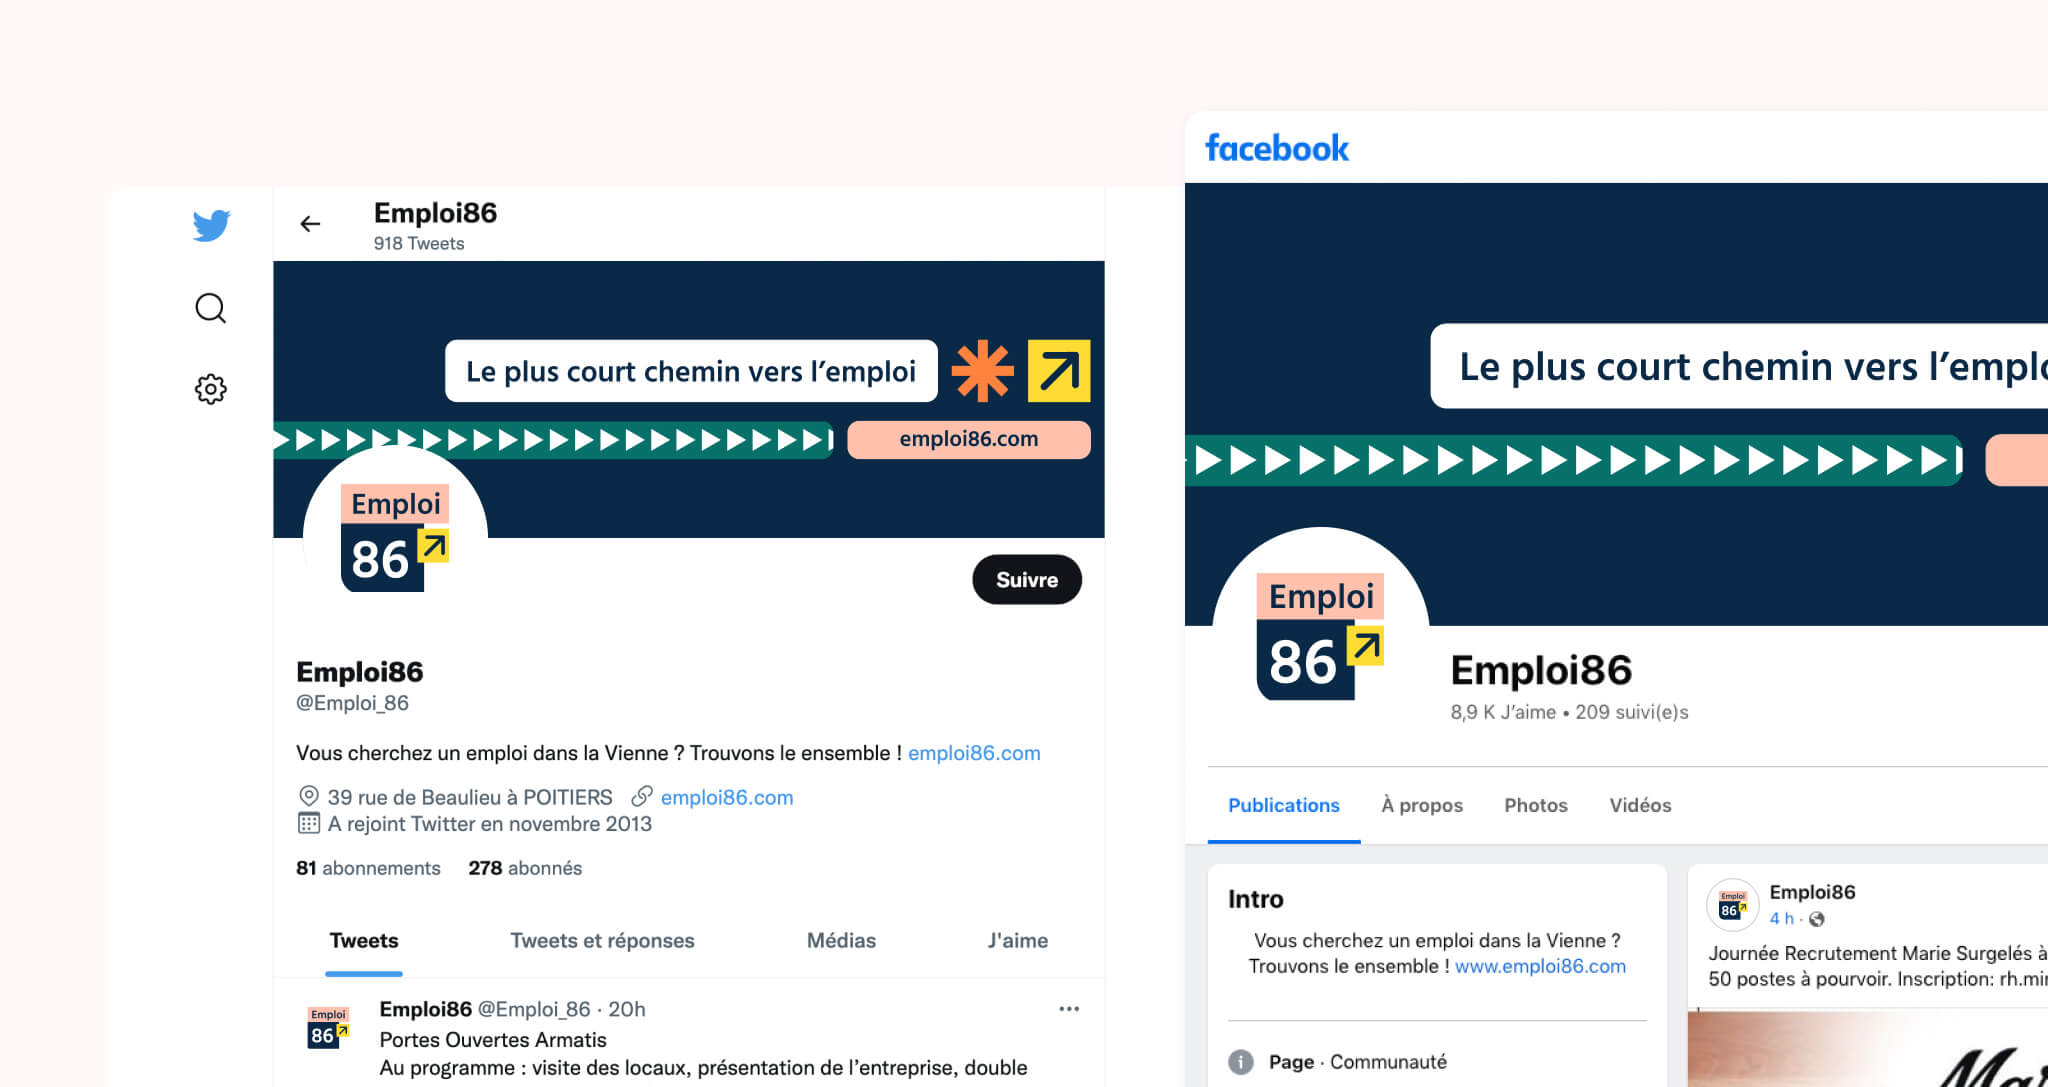 Emploi86
918 Tweets
Le plus court chemin vers l’emploi
emploi86.com
Emploi
86
Suivre
Emploi86
@Emploi_86
Vous cherchez un emploi dans la Vienne ? Trouvons le ensemble ! emploi86.com
39 rue de Beaulieu à POITIERS emploi86.com
A rejoint Twitter en novembre 2013
81 abonnements 278 abonnés
Tweets Tweets et réponses Médias J'aime
Emploi
86
Emploi86 @Emploi_86 · 20h
Portes Ouvertes Armatis
Au programme : visite des locaux, présentation de l’entreprise, double
facebook
Le plus court chemin vers l’emplo
Emploi
86
Emploi86
8,9 K J’aime • 209 suivi(e)s
Publications À propos Photos Vidéos
Intro
Vous cherchez un emploi dans la Vienne ?
Trouvons le ensemble ! www.emploi86.com
Page · Communauté
Emploi
86
Emploi86
4 h ·
Journée Recrutement Marie Surgelés à
50 postes à pourvoir. Inscription: rh.mir